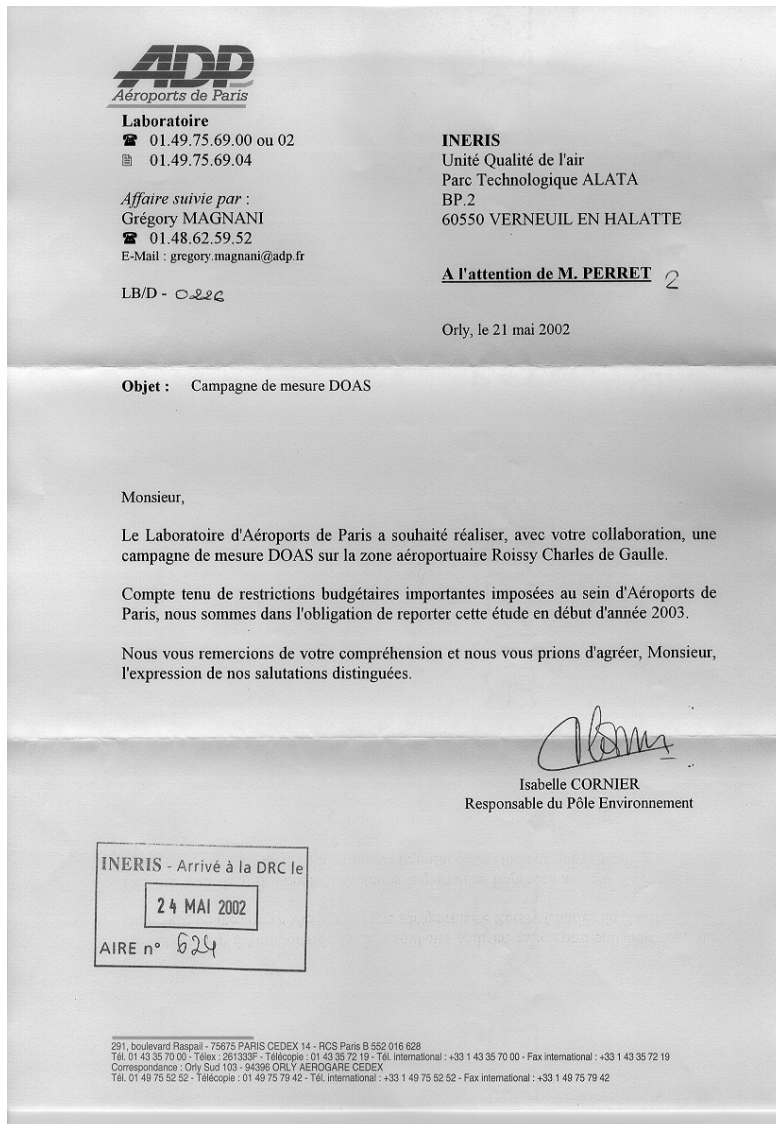 ADP
Aéroports de Paris
Laboratoire
☎ 01.49.75.69.00 ou 02
01.49.75.69.04
Affaire suivie par :
Grégory MAGNANI
☎ 01.48.62.59.52
E-Mail : gregory.magnani@adp.fr
LB/D - 0226
INERIS
Unité Qualité de l'air
Parc Technologique ALATA
BP.2
60550 VERNEUIL EN HALATTE
A l'attention de M. PERRET 2
Orly, le 21 mai 2002
Objet : Campagne de mesure DOAS
Monsieur,
Le Laboratoire d'Aéroports de Paris a souhaité réaliser, avec votre collaboration, une
campagne de mesure DOAS sur la zone aéroportuaire Roissy Charles de Gaulle.
Compte tenu de restrictions budgétaires importantes imposées au sein d'Aéroports de
Paris, nous sommes dans l'obligation de reporter cette étude en début d'année 2003.
Nous vous remercions de votre compréhension et nous vous prions d'agréer, Monsieur,
l'expression de nos salutations distinguées.
Isabelle CORNIER
Responsable du Pôle Environnement
INERIS - Arrivé à la DRC le
24 MAI 2002
AIRE n° 624
291, boulevard Raspail - 75675 PARIS CEDEX 14 - RCS Paris B 552 016 628
Tél. 01 43 35 70 00 - Télex : 261333F - Télécopie : 01 43 35 72 19 - Tél. international : +33 1 43 35 70 00 - Fax international : +33 1 43 35 72 19
Correspondance : Orly Sud 103 - 94396 ORLY AEROGARE CEDEX
Tél. 01 49 75 52 52 - Télécopie : 01 49 75 79 42 - Tél. international : +33 1 49 75 52 52 - Fax international : +33 1 49 75 79 42